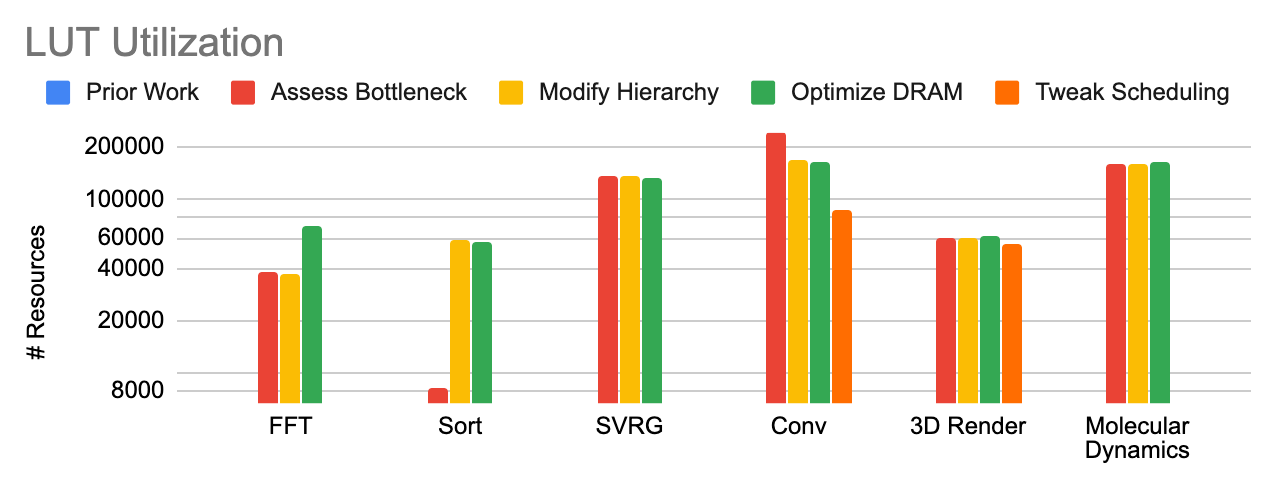 LUT Utilization
Prior Work Assess Bottleneck Modify Hierarchy Optimize DRAM Tweak Scheduling
# Resources
200000
100000
60000
40000
20000
8000
FFT Sort SVRG Conv 3D Render Molecular
Dynamics